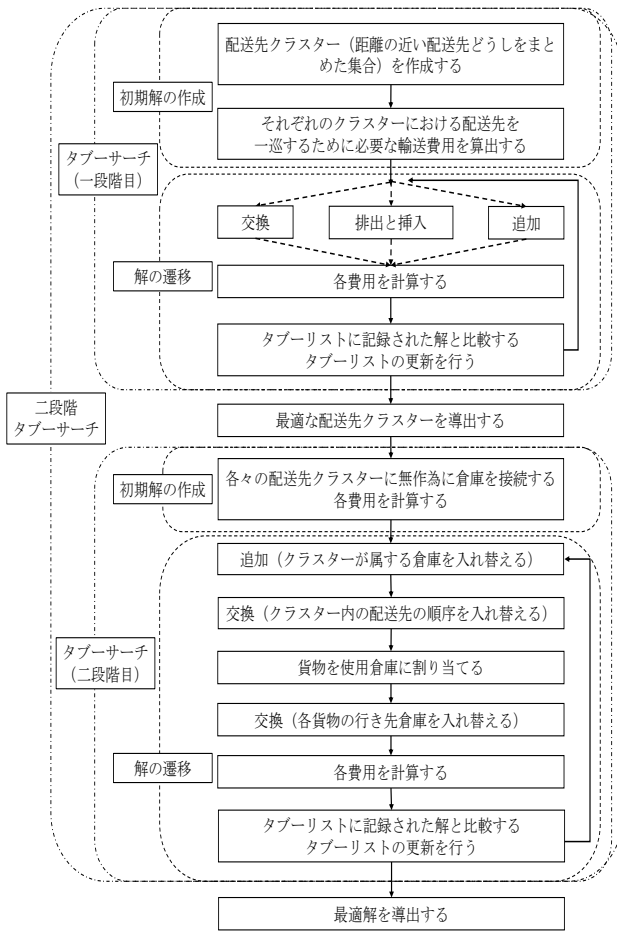 配送先クラスター（距離の近い配送先どうしをまと
めた集合）を作成する
初期解の作成
それぞれのクラスターにおける配送先を
一巡するために必要な輸送費用を算出する
タブーサーチ
（一段階目）
交換
排出と挿入
追加
解の遷移
各費用を計算する
タブーリストに記録された解と比較する
タブーリストの更新を行う
二段階
タブーサーチ
最適な配送先クラスターを導出する
初期解の作成
各々の配送先クラスターに無作為に倉庫を接続する
各費用を計算する
追加（クラスターが属する倉庫を入れ替える）
交換（クラスター内の配送先の順序を入れ替える）
タブーサーチ
（二段階目）
貨物を使用倉庫に割り当てる
交換（各貨物の行き先倉庫を入れ替える）
解の遷移
各費用を計算する
タブーリストに記録された解と比較する
タブーリストの更新を行う
最適解を導出する